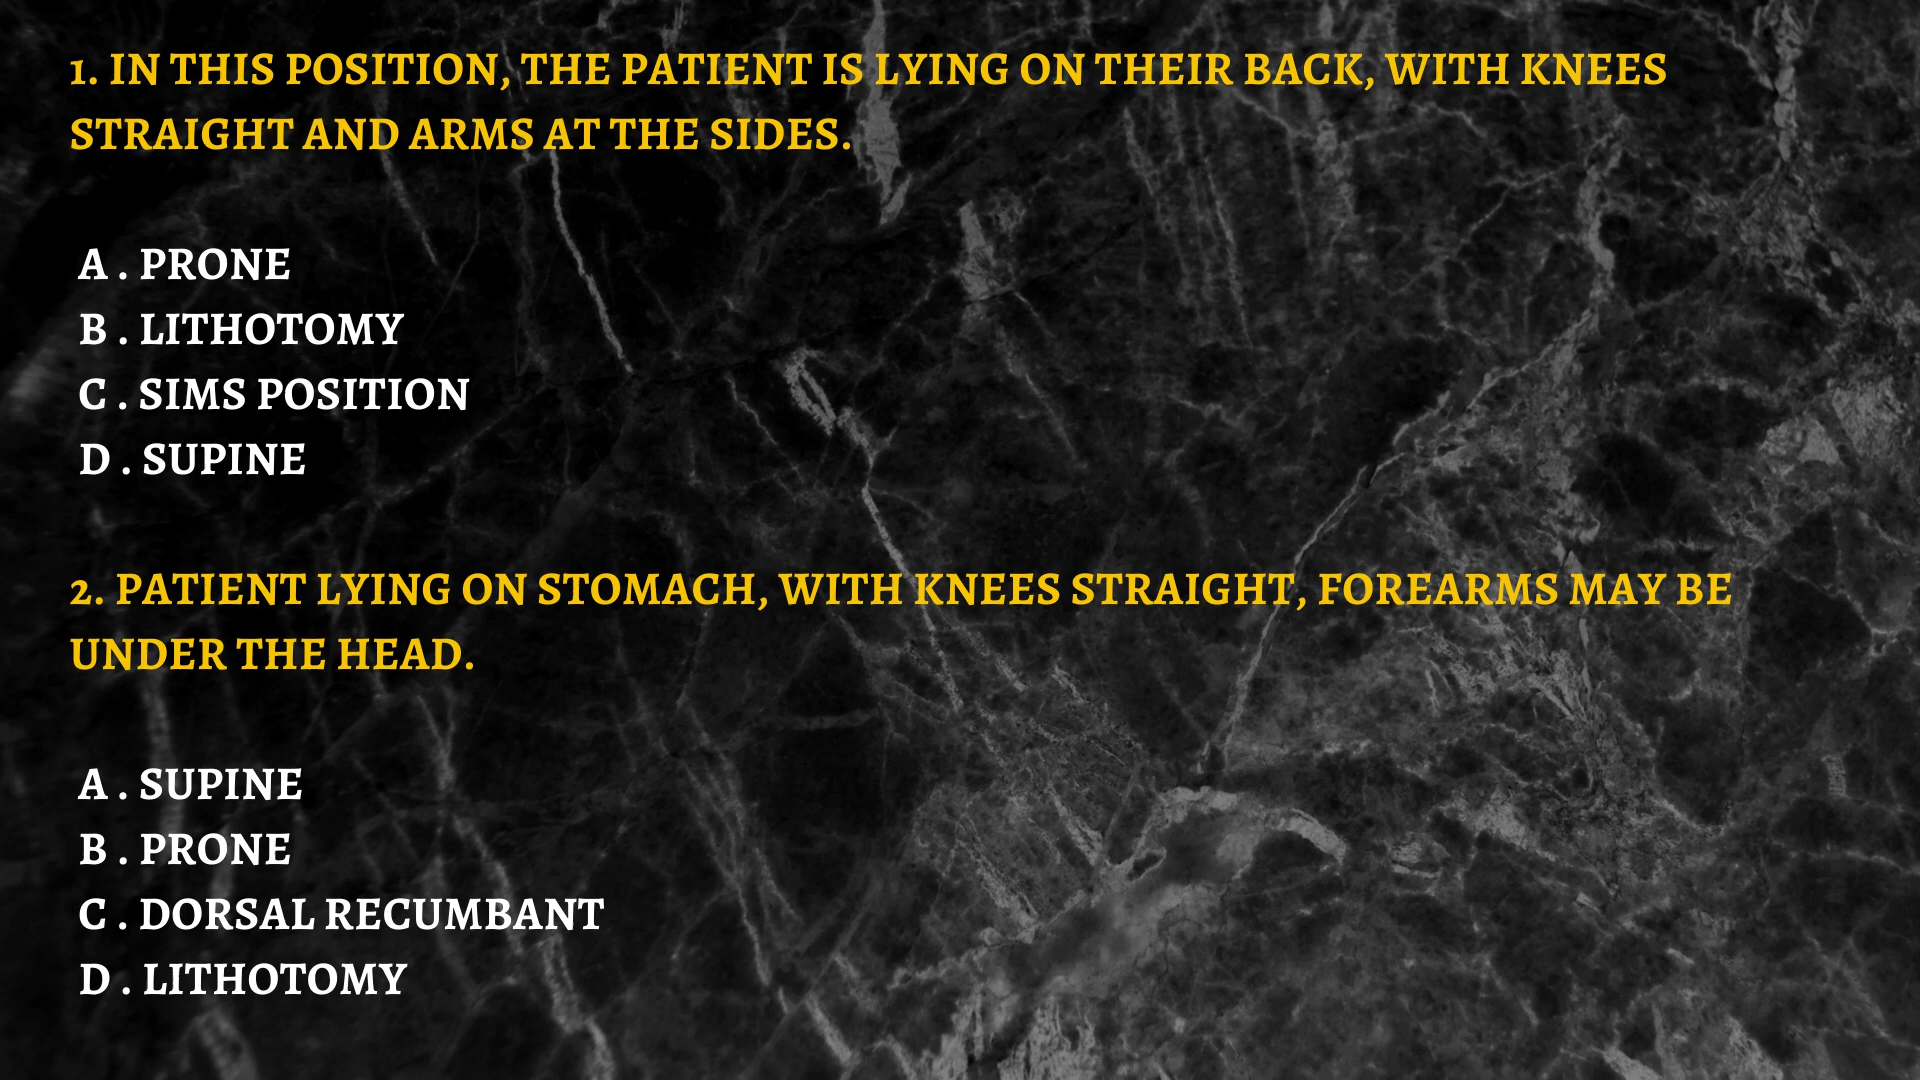 1. IN THIS POSITION, THE PATIENT IS LYING ON THEIR BACK, WITH KNEES
STRAIGHT AND ARMS AT THE SIDES.
A . PRONE
B . LITHOTOMY
C . SIMS POSITION
D . SUPINE
2. PATIENT LYING ON STOMACH, WITH KNEES STRAIGHT, FOREARMS MAY BE
UNDER THE HEAD.
A . SUPINE
B . PRONE
C . DORSAL RECUMBANT
D . LITHOTOMY